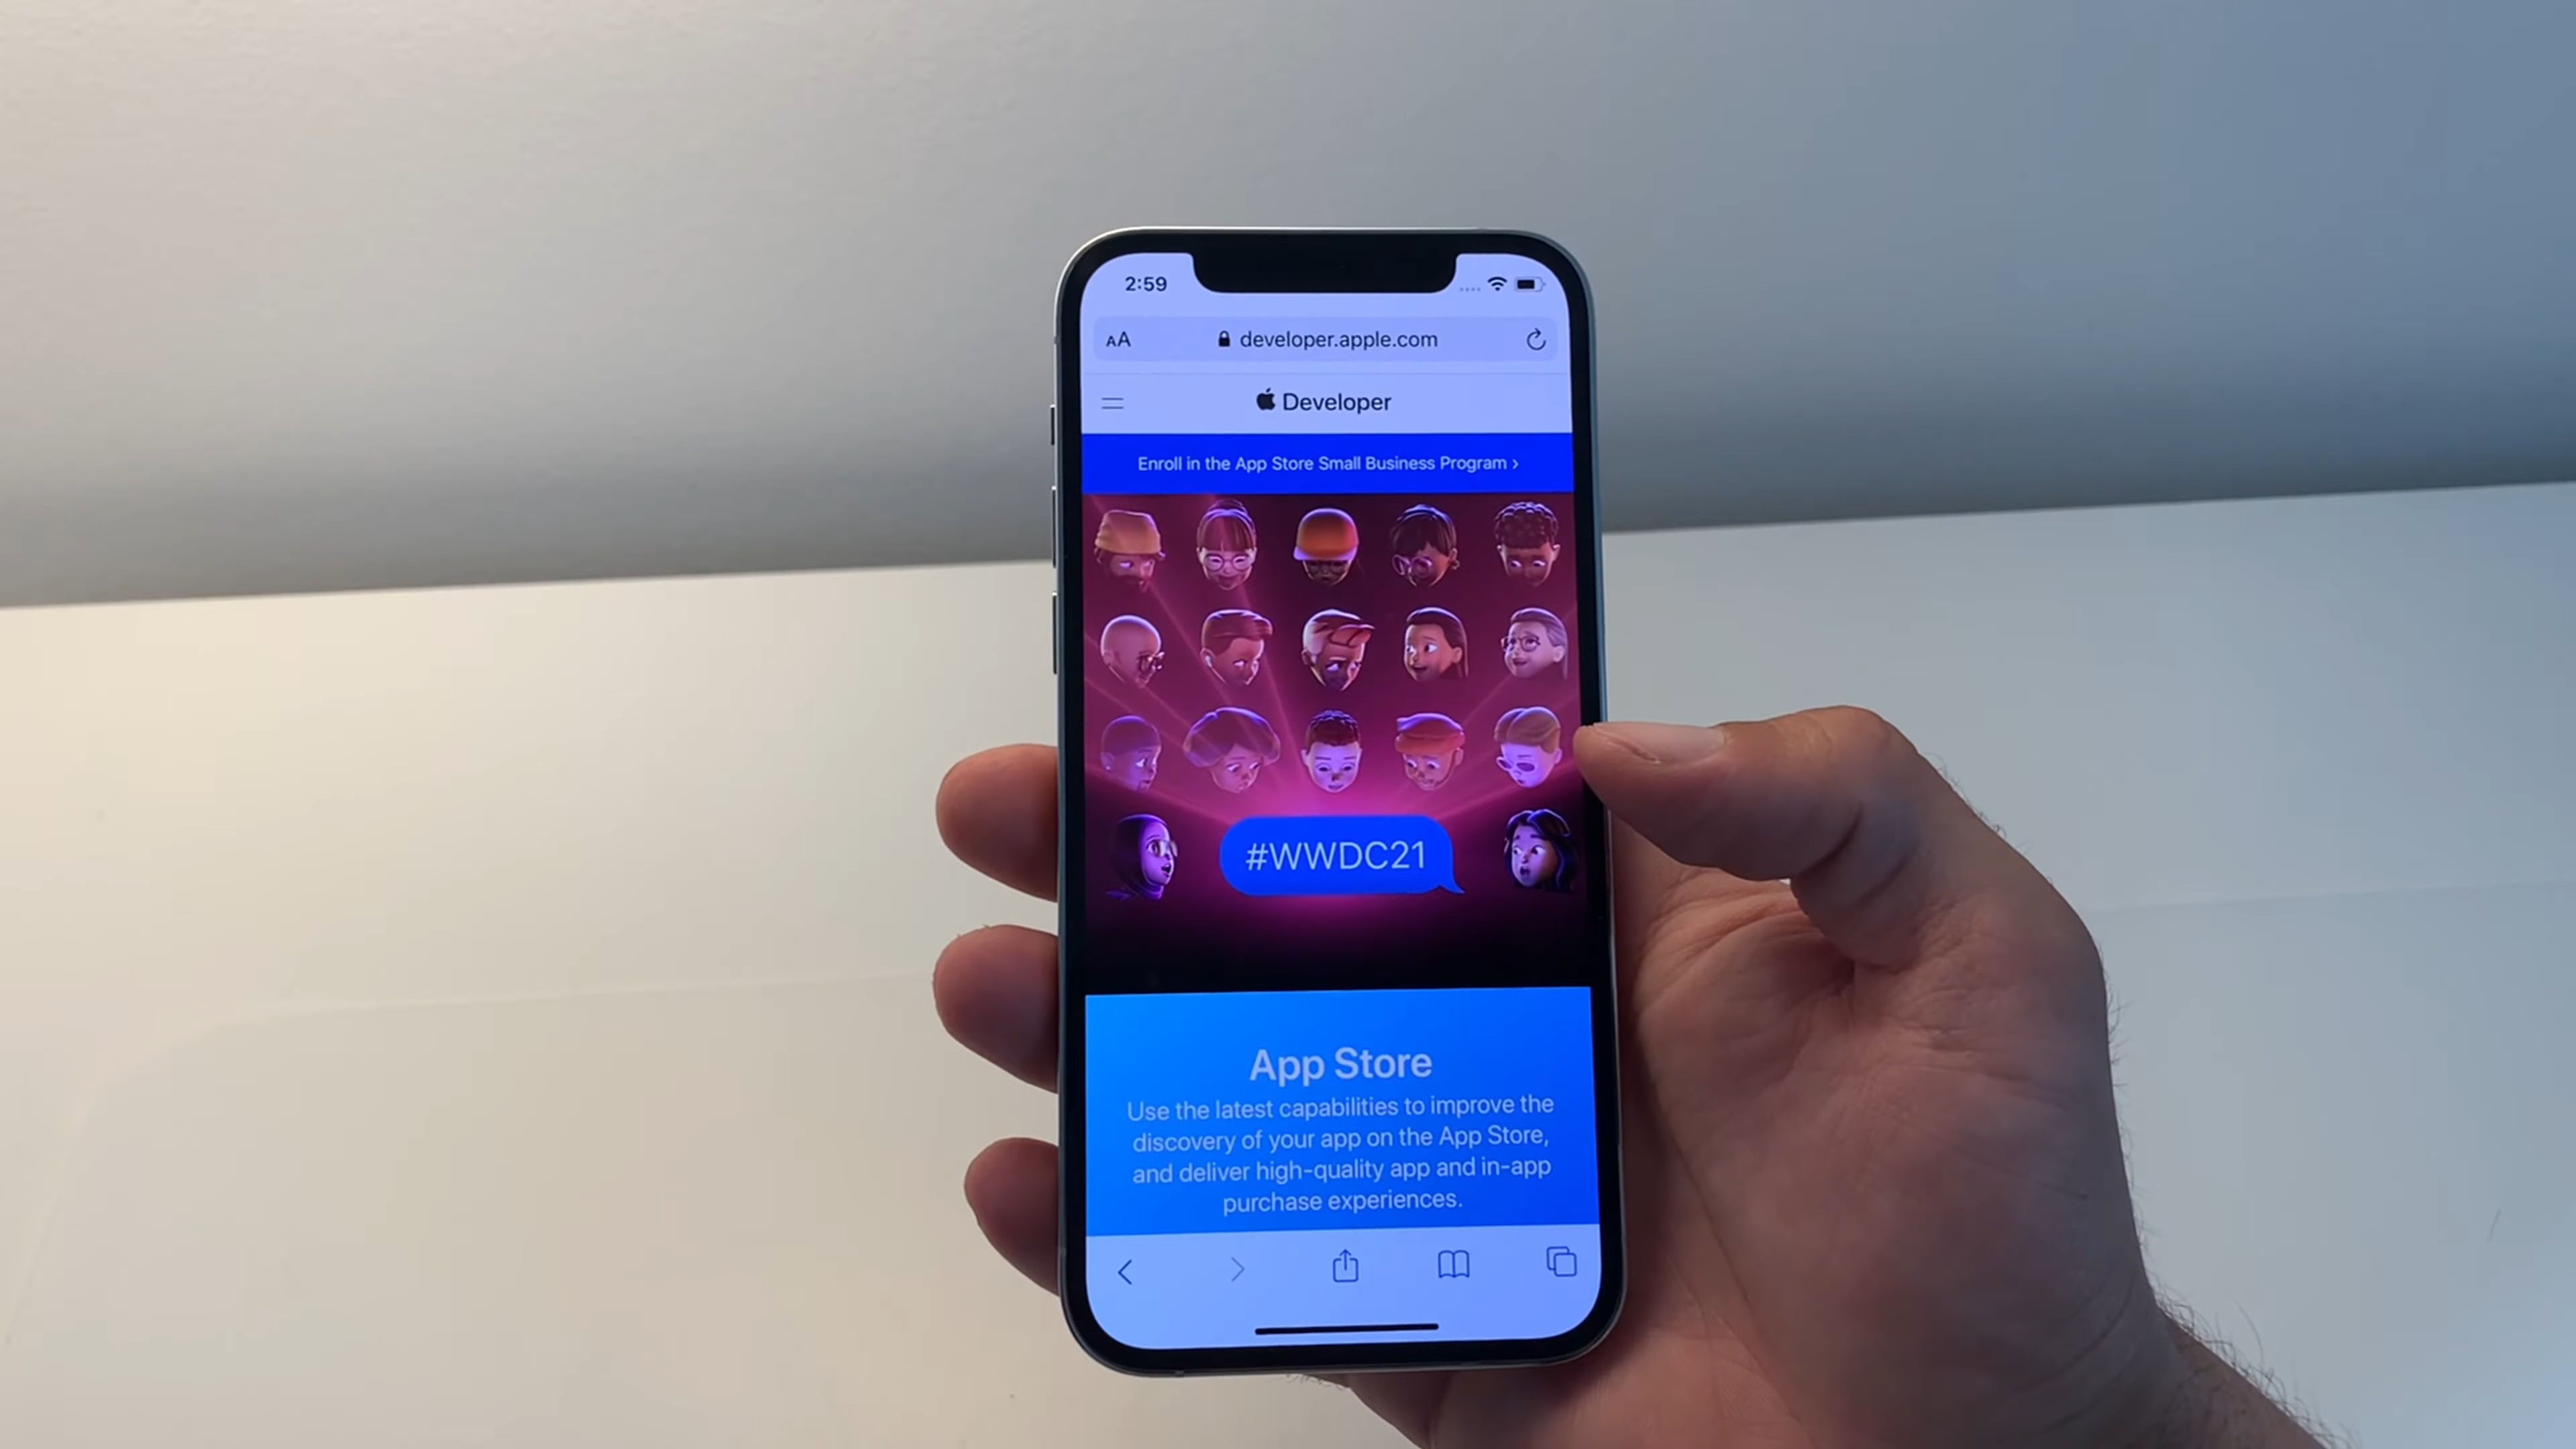 2:59
AA developer.apple.com
Developer
Enroll in the App Store Small Business Program ›
#WWDC21
App Store
Use the latest capabilities to improve the
discovery of your app on the App Store,
and deliver high-quality app and in-app
purchase experiences.